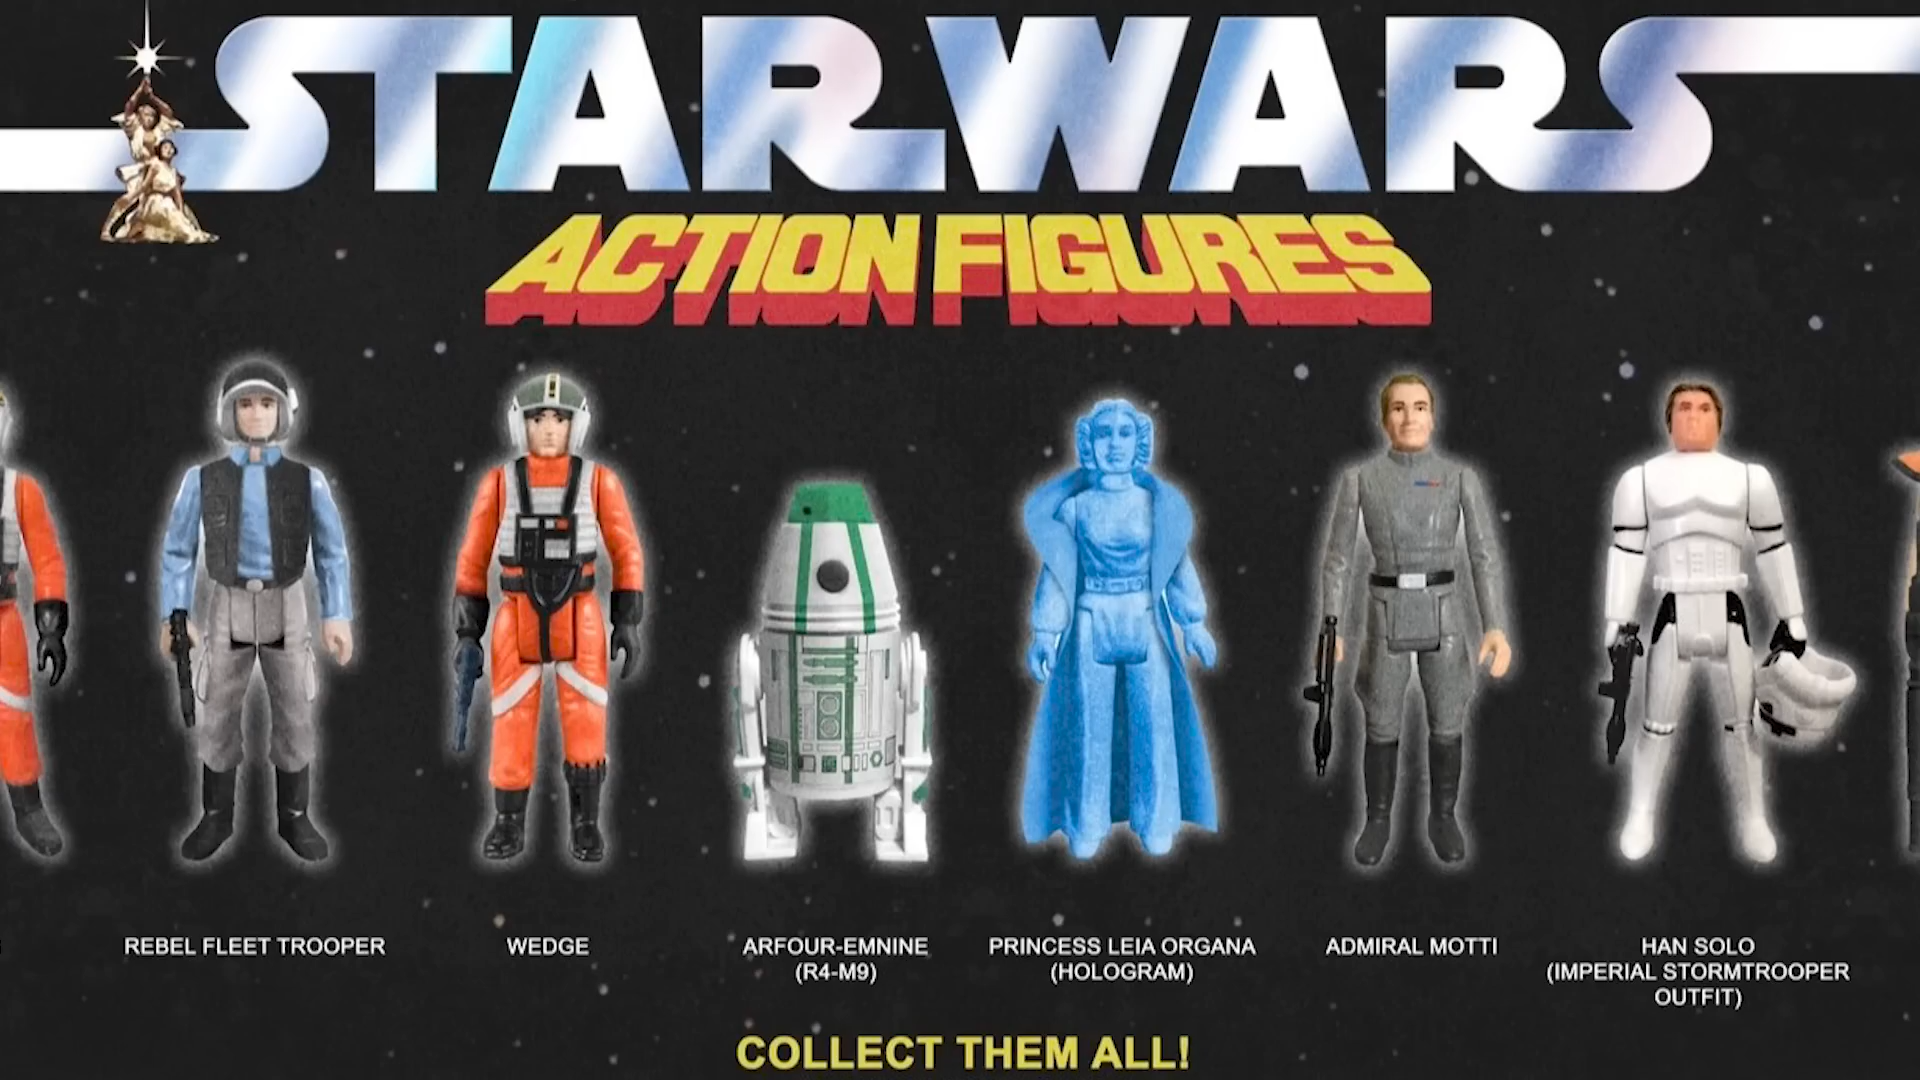 STAR WARS
ACTION FIGURES
REBEL FLEET TROOPER
WEDGE
ARFOUR-EMNINE
(R4-M9)
PRINCESS LEIA ORGANA
(HOLOGRAM)
ADMIRAL MOTTI
HAN SOLO
(IMPERIAL STORMTROOPER
OUTFIT)
COLLECT THEM ALL!